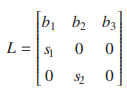 b₁ b₂ b₃
L = s₁ 0 0
0 s₂ 0